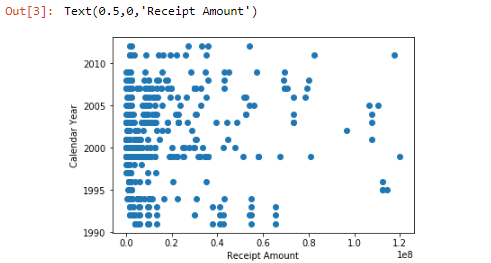 Out[3]: Text(0.5,0,'Receipt Amount')
2010
2005
2000
1995
1990
Calendar Year
0.0 0.2 0.4 0.6 0.8 1.0 1.2
1e8
Receipt Amount